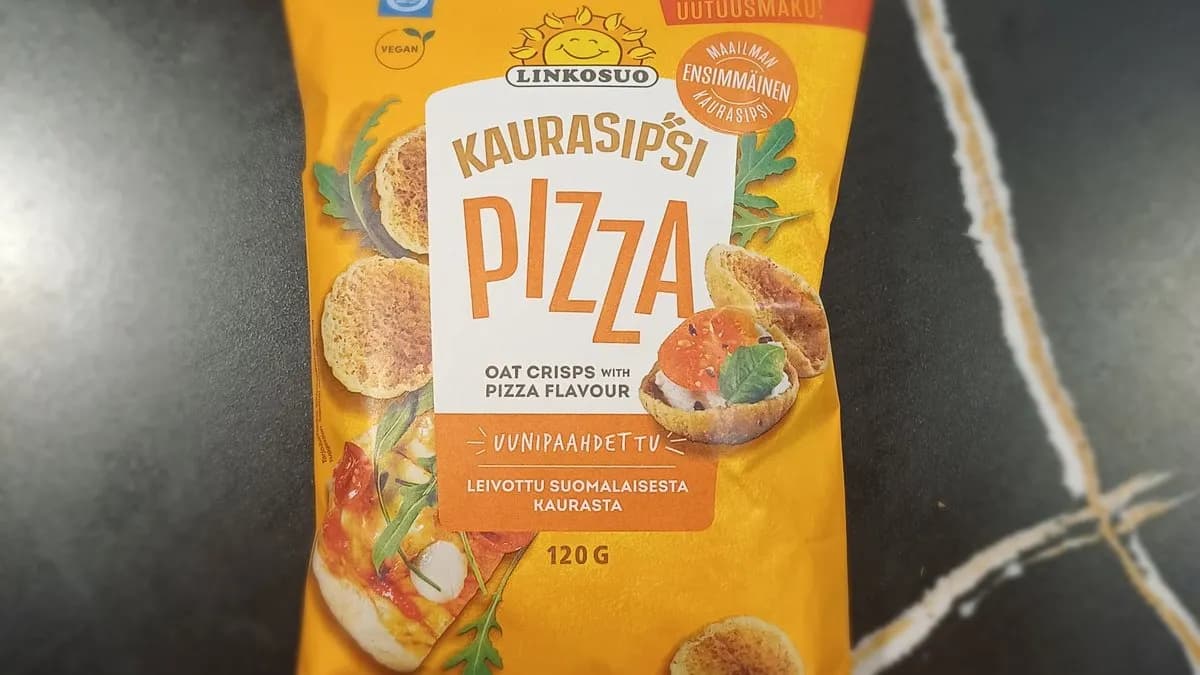 UUTUUSMAKU!
VEGAN
LINKOSUO
MAAILMAN
ENSIMMÄINEN
KAURASIPSI
KAURASIPSI
PIZZA
OAT CRISPS WITH
PIZZA FLAVOUR
UUNIPAAHDETTU
LEIVOTTU SUOMALAISESTA
KAURASTA
120 G